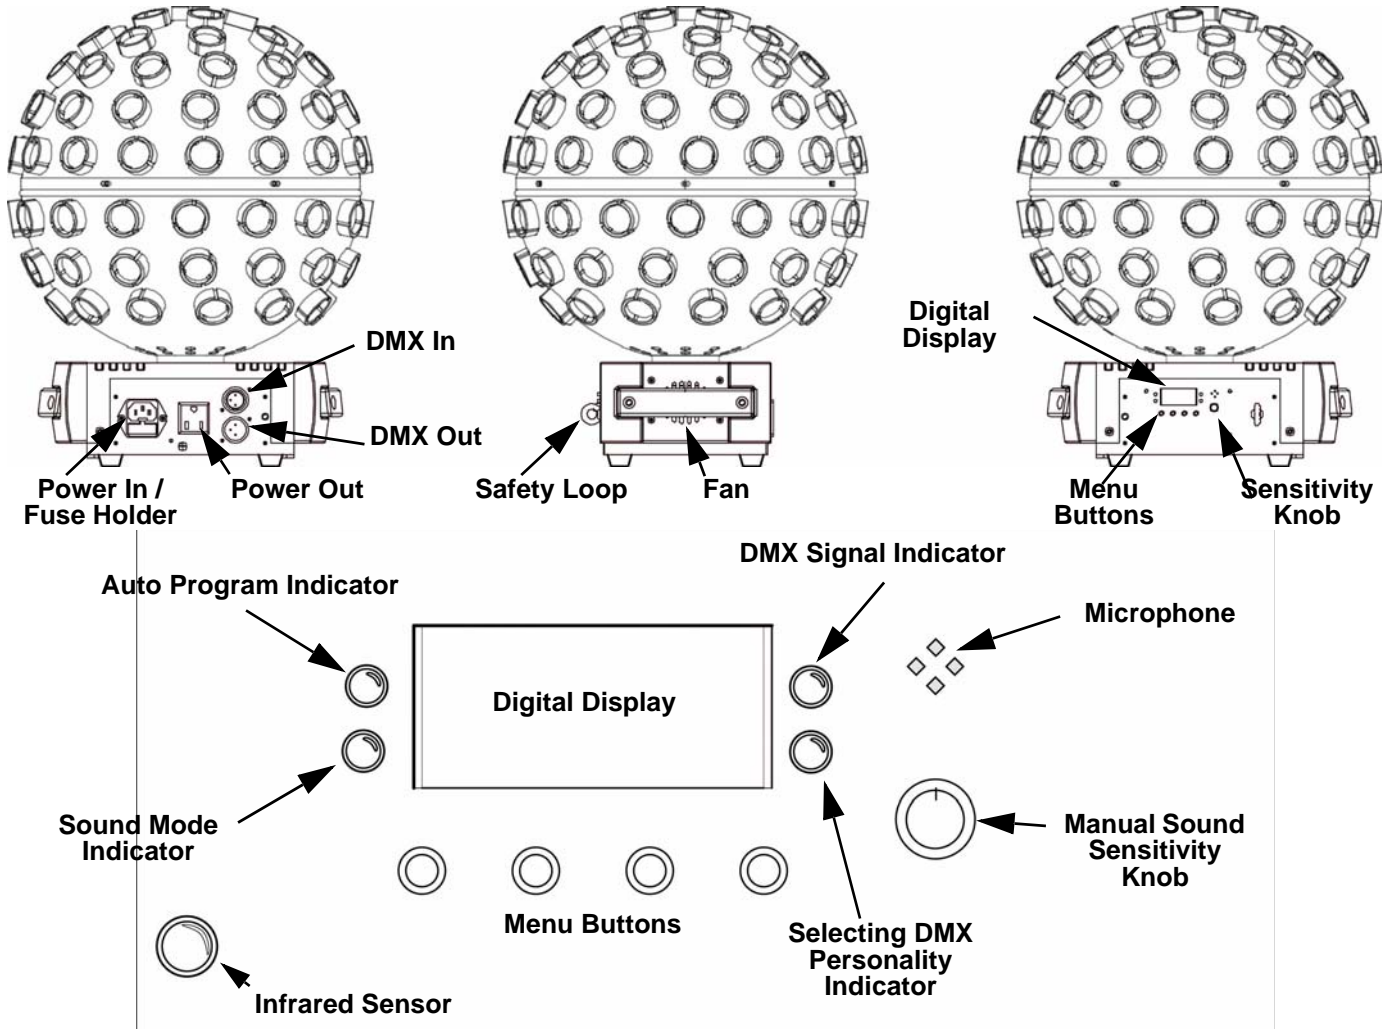 DMX In
DMX Out
Power In /
Fuse Holder
Power Out
Safety Loop
Fan
Digital
Display
Menu
Buttons
Sensitivity
Knob
Auto Program Indicator
DMX Signal Indicator
Microphone
Digital Display
Sound Mode
Indicator
Manual Sound
Sensitivity
Knob
Menu Buttons
Selecting DMX
Personality
Indicator
Infrared Sensor